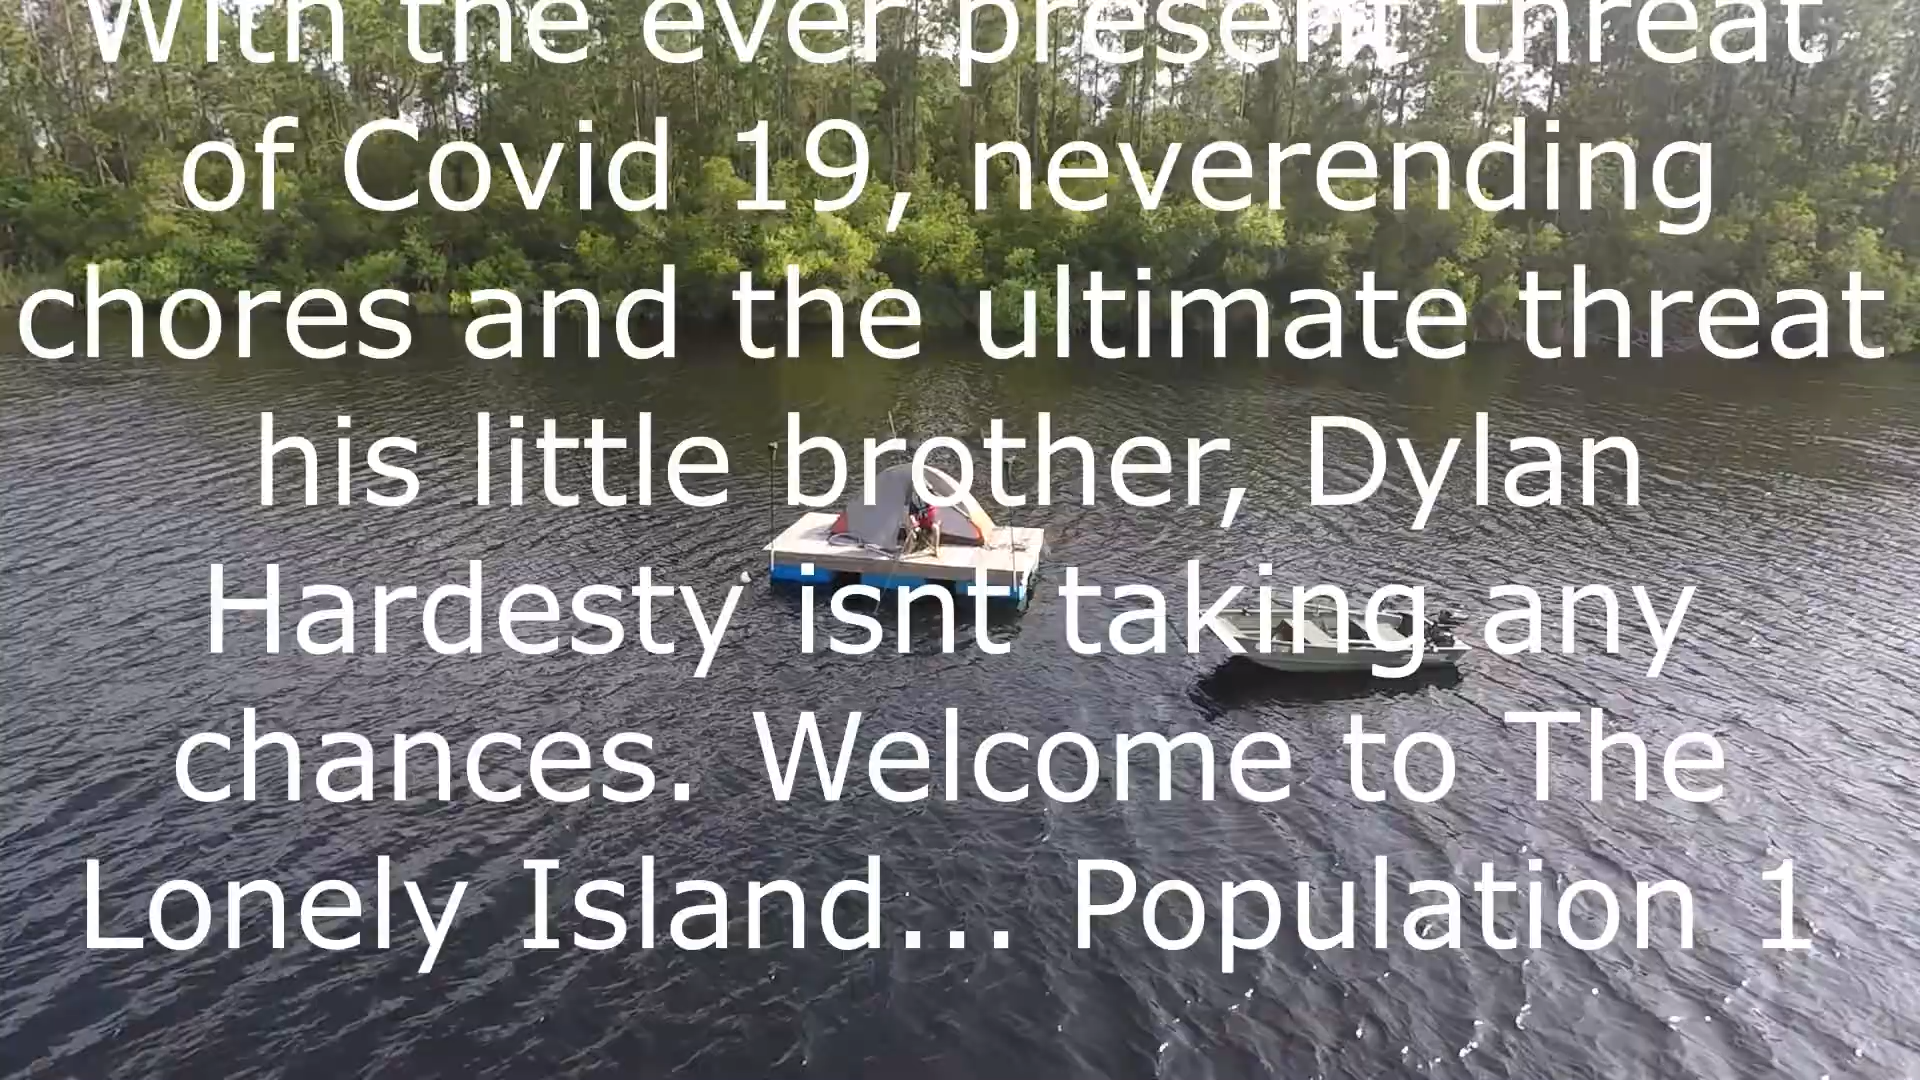 With the ever present threat
of Covid 19, neverending
chores and the ultimate threat
his little brother, Dylan
Hardesty isnt taking any
chances. Welcome to The
Lonely Island... Population 1